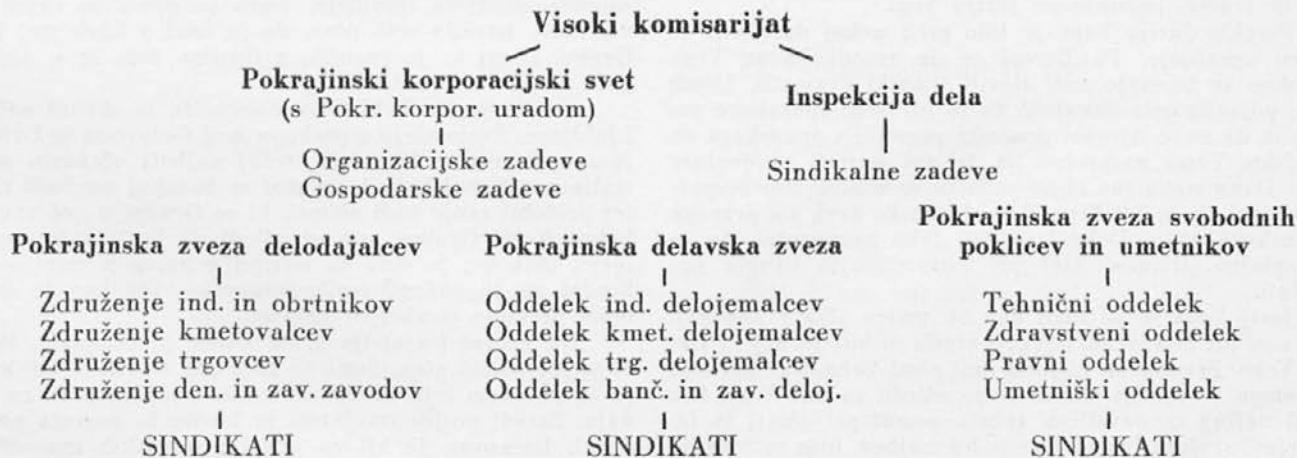 Visoki komisarijat
Pokrajinski korporacijski svet
(s Pokr. korpor. uradom)
Inspekcija dela
Organizacijske zadeve
Gospodarske zadeve
Sindikalne zadeve
Pokrajinska zveza delodajalcev
Združenje ind. in obrtnikov
Združenje kmetovalcev
Združenje trgovcev
Združenje den. in zav. zavodov
SINDIKATI
Pokrajinska delavska zveza
Oddelek ind. delojemalcev
Oddelek kmet. delojemalcev
Oddelek trg. delojemalcev
Oddelek banč. in zav. deloj.
SINDIKATI
Pokrajinska zveza svobodnih
poklicev in umetnikov
Tehnični oddelek
Zdravstveni oddelek
Pravni oddelek
Umetniški oddelek
SINDIKATI